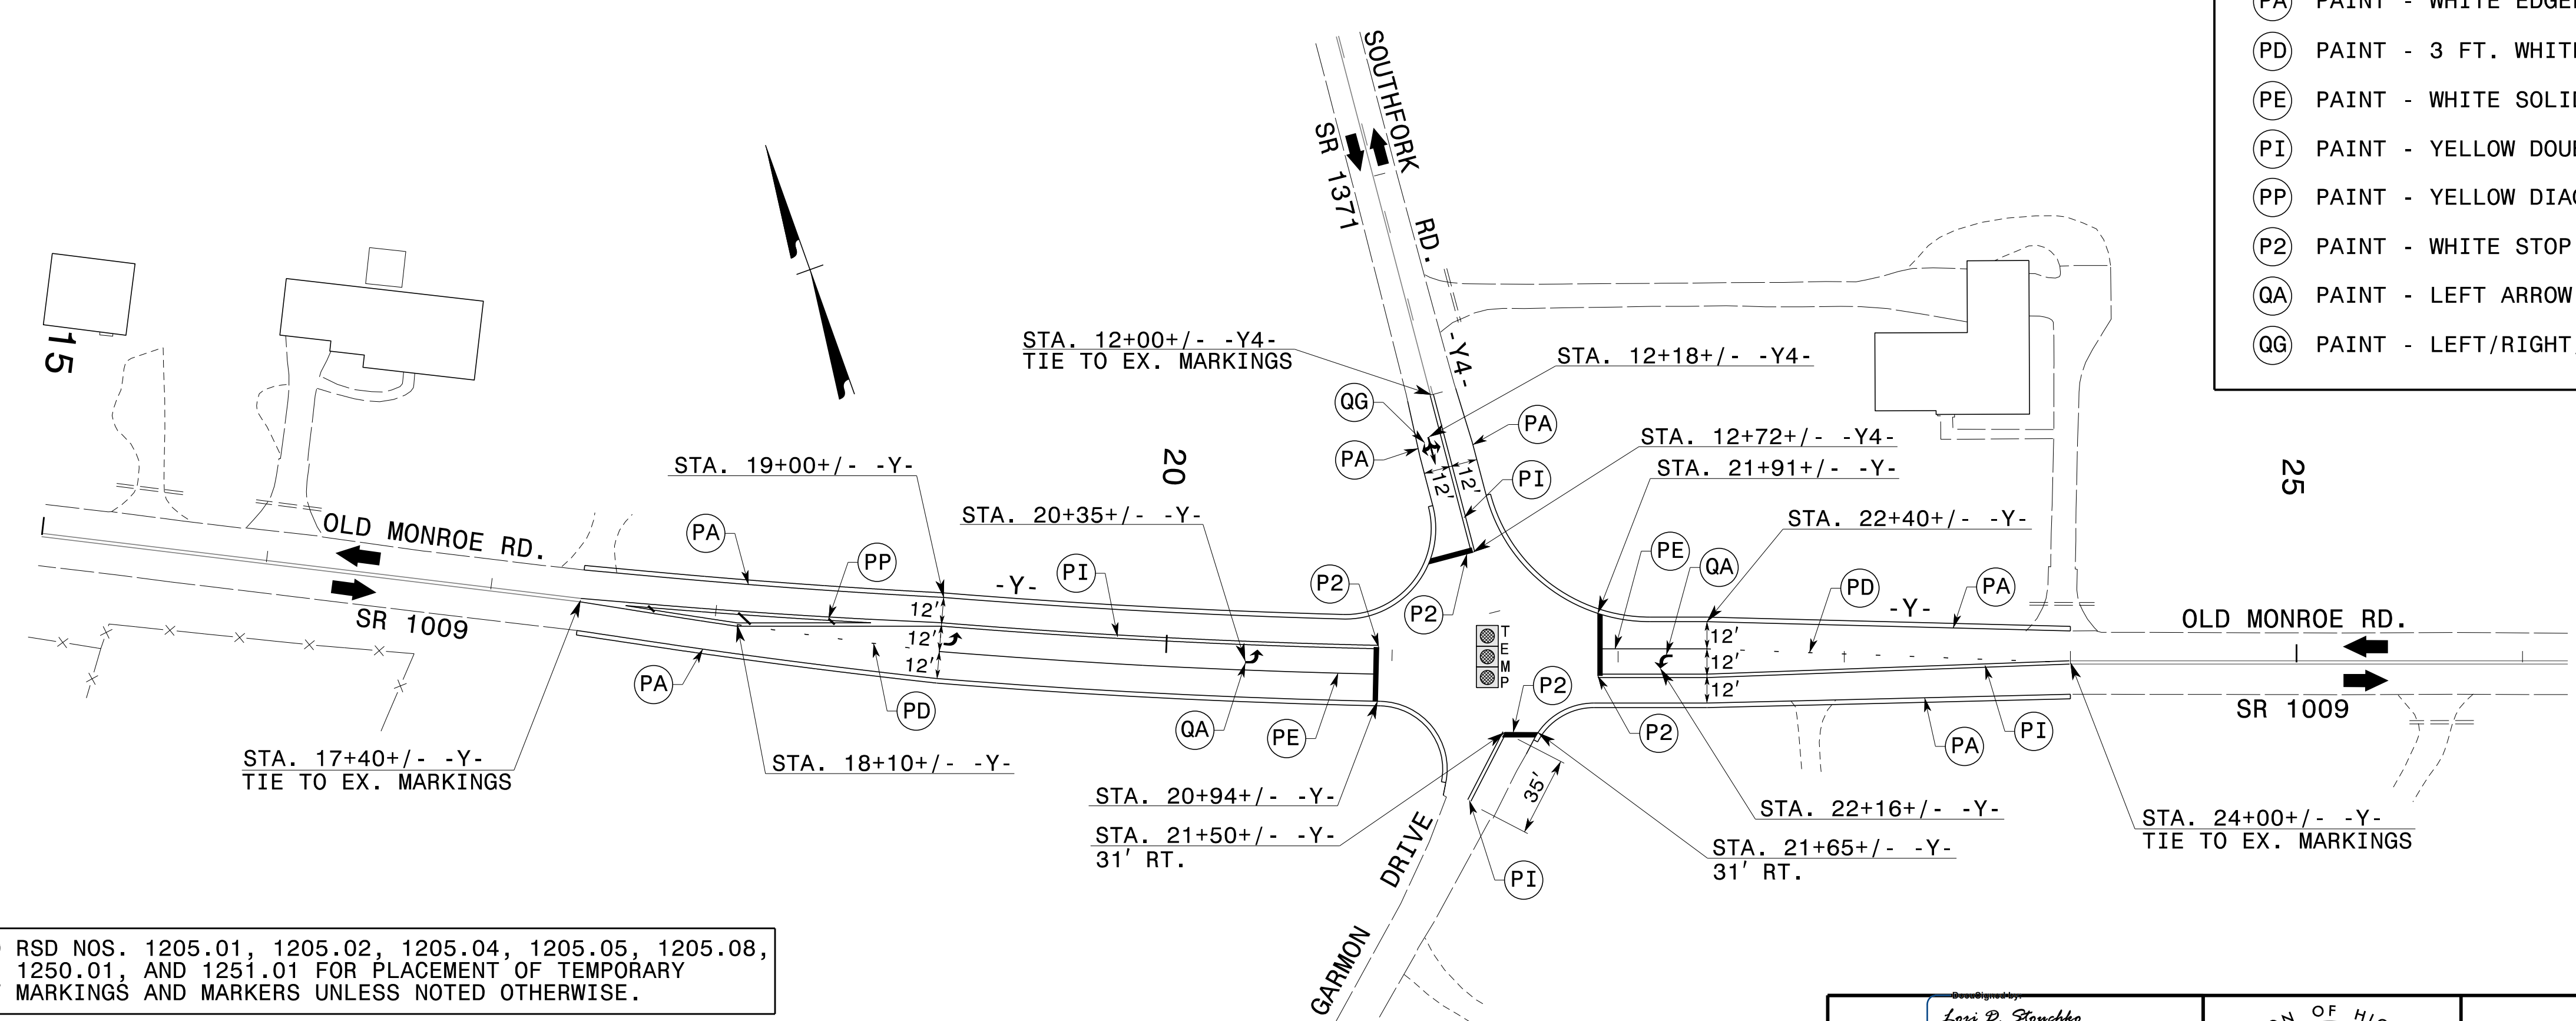 PA PAINT - WHITE
PD PAINT - 3 FT.
PE PAINT - WHITE
PI PAINT - YELLOW
PP PAINT - YELLOW
P2 PAINT - WHITE STOP
QA PAINT - LEFT ARROW
QG PAINT - LEFT/RIGHT
SOUTHFORK RD.
SR 1371
-Y4-
15
20
25
STA. 12+00+/- -Y4-
TIE TO EX. MARKINGS
STA. 12+18+/- -Y4-
QG
PA
PA
PI
12'
12'
STA. 12+72+/- -Y4-
STA. 21+91+/- -Y-
STA. 19+00+/- -Y-
STA. 20+35+/- -Y-
STA. 22+40+/- -Y-
OLD MONROE RD.
SR 1009
PA
PP
-Y-
PI
P2
P2
PE
QA
PD
-Y-
PA
OLD MONROE RD.
SR 1009
12'
12'
12'
12'
12'
12'
TEMP
PA
PD
QA
PE
P2
P2
PA
PI
STA. 17+40+/- -Y-
TIE TO EX. MARKINGS
STA. 18+10+/- -Y-
STA. 20+94+/- -Y-
STA. 21+50+/- -Y-
31' RT.
35'
PI
STA. 22+16+/- -Y-
STA. 21+65+/- -Y-
31' RT.
STA. 24+00+/- -Y-
TIE TO EX. MARKINGS
GARMON DRIVE
RSD NOS. 1205.01, 1205.02, 1205.04, 1205.05, 1205.08,
1250.01, AND 1251.01 FOR PLACEMENT OF TEMPORARY
MARKINGS AND MARKERS UNLESS NOTED OTHERWISE.
DocuSigned by:
OF